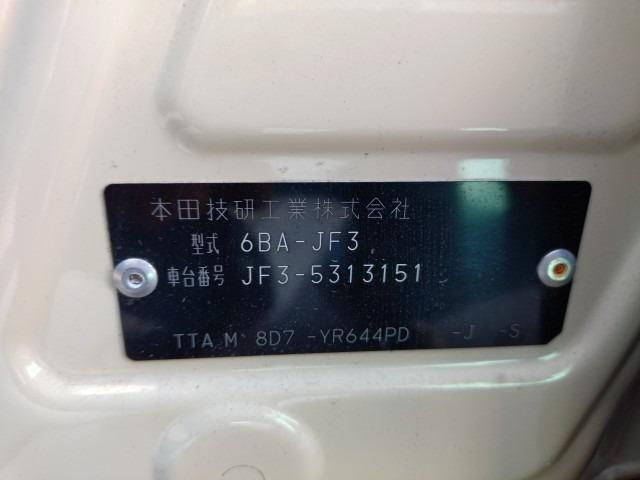 本田技研工業株式会社
型式 6BA-JF3
車台番号 JF3-5313151
TTA M 8D7 -YR644PD -J -S